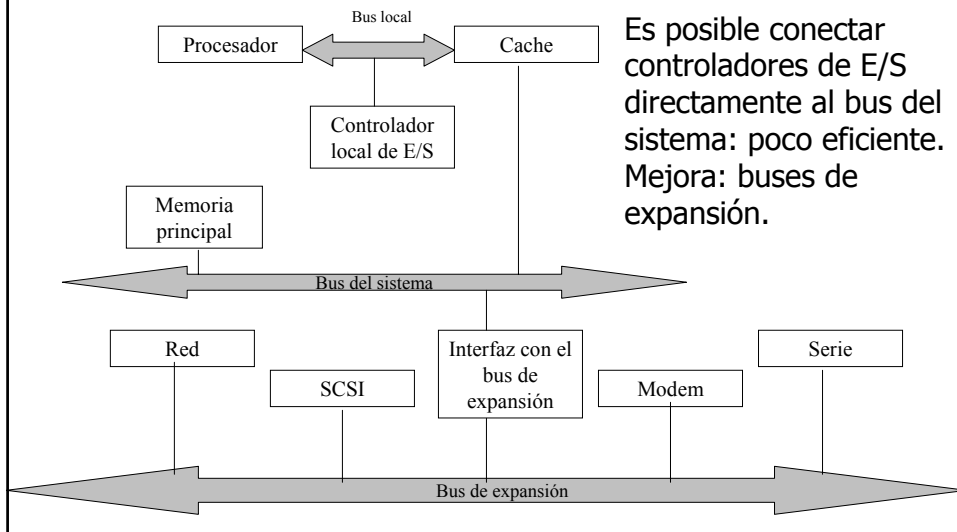 Bus local
Procesador
Cache
Controlador
local de E/S
Es posible conectar
controladores de E/S
directamente al bus del
sistema: poco eficiente.
Mejora: buses de
expansión.
Memoria
principal
Bus del sistema
Red
SCSI
Interfaz con el
bus de
expansión
Modem
Serie
Bus de expansión